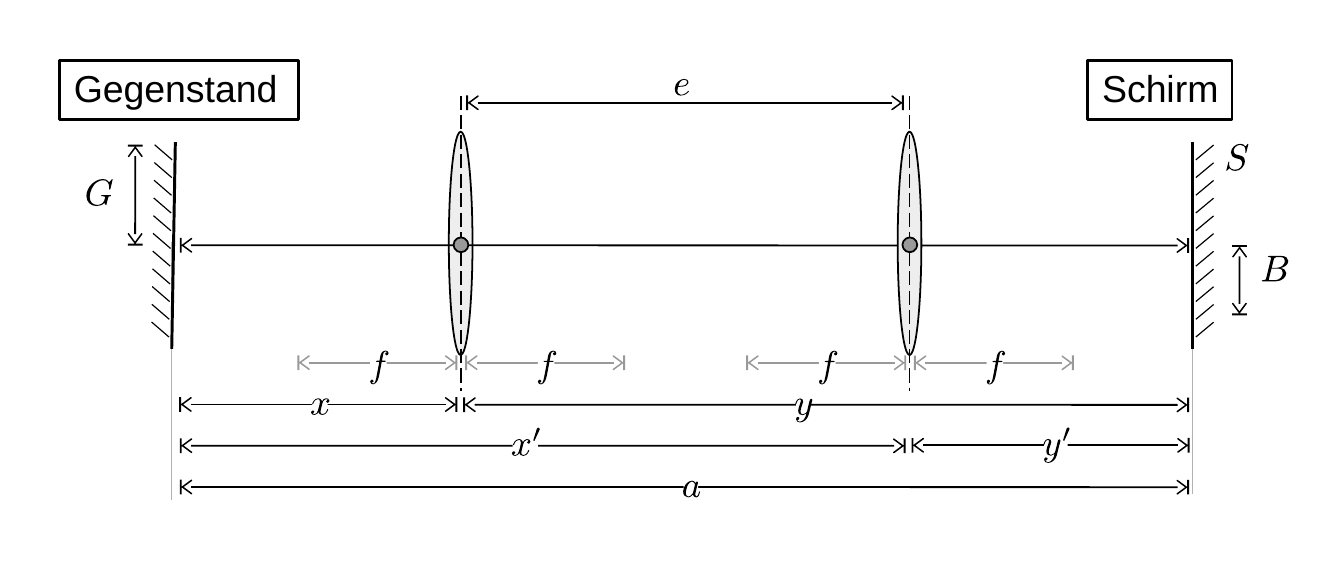 Gegenstand
Schirm
e
G
S
B
f f f f
x y
x′ y′
a